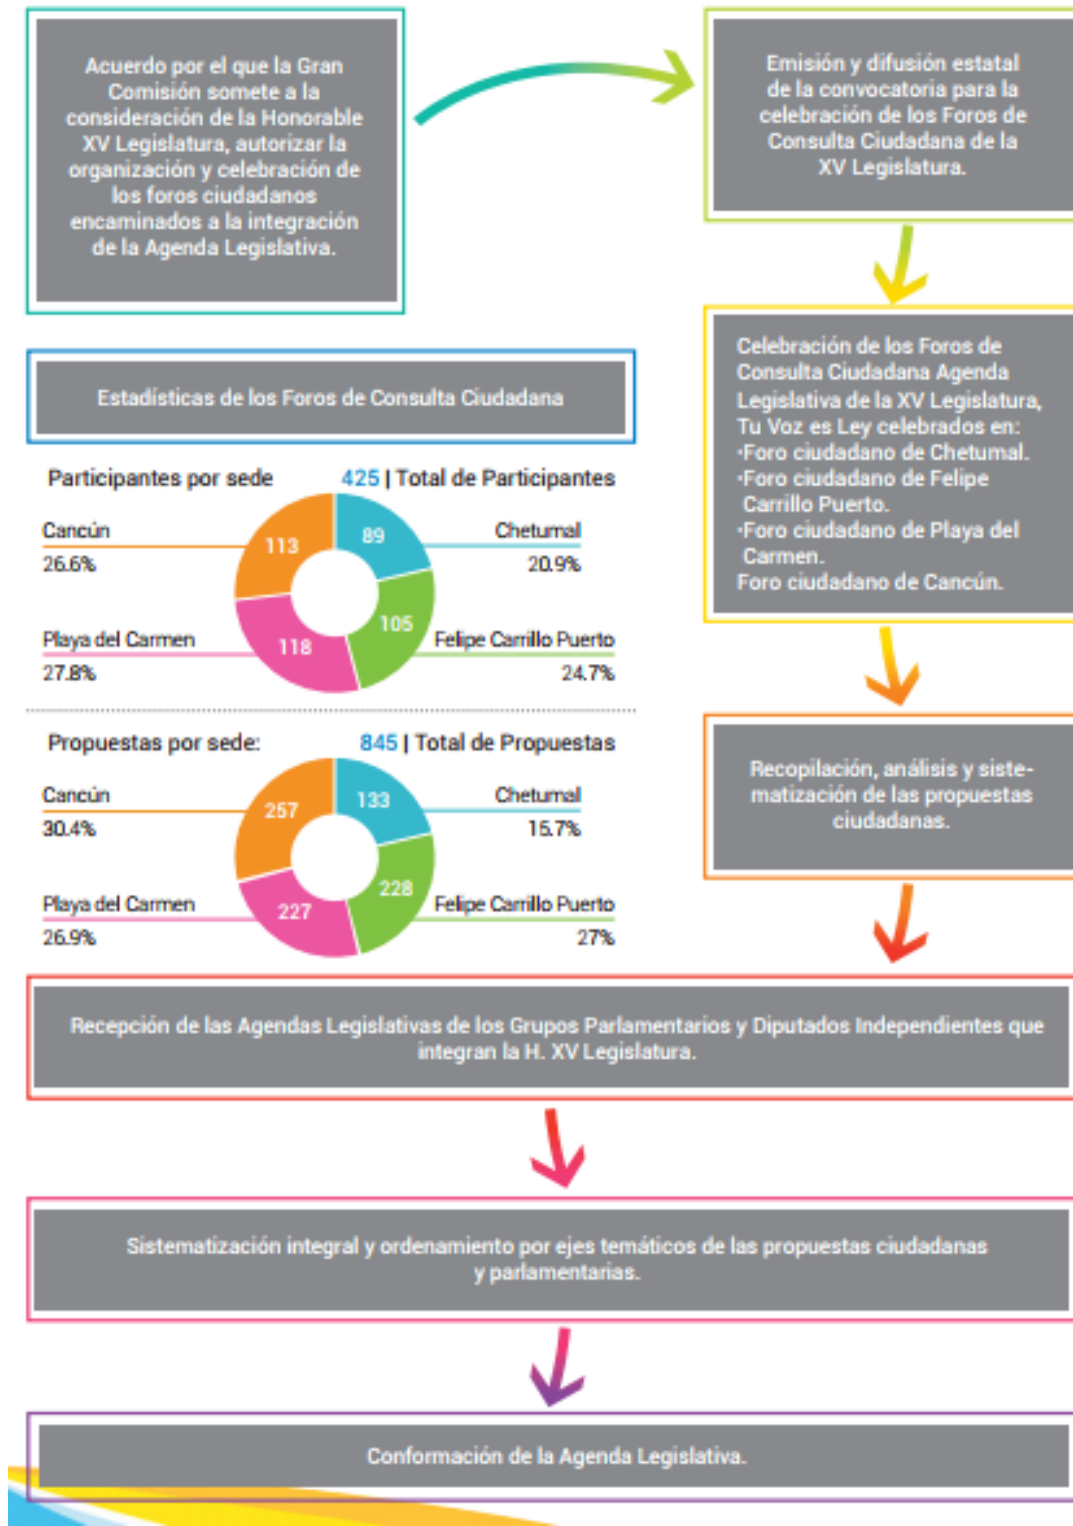 Acuerdo por el que la Gran
Comisión somete a la
consideración de la Honorable
XV Legislatura, autorizar la
organización y celebración de
los foros ciudadanos
encaminados a la integración
de la Agenda Legislativa.
Emisión y difusión estatal
de la convocatoria para la
celebración de los Foros de
Consulta Ciudadana de la
XV Legislatura.
Celebración de los Foros de
Consulta Ciudadana Agenda
Legislativa de la XV Legislatura,
Tu Voz es Ley celebrados en:
•Foro ciudadano de Chetumal.
•Foro ciudadano de Felipe
Carrillo Puerto.
•Foro ciudadano de Playa del
Carmen.
Foro ciudadano de Cancún.
Estadísticas de los Foros de Consulta Ciudadana
Participantes por sede
425 | Total de Participantes
Cancún
26.6%
113
89
Chetumal
20.9%
Playa del Carmen
27.8%
118
105
Felipe Carrillo Puerto
24.7%
Propuestas por sede:
845 | Total de Propuestas
Cancún
30.4%
257
133
Chetumal
15.7%
Playa del Carmen
26.9%
227
228
Felipe Carrillo Puerto
27%
Recopilación, análisis y siste-
matización de las propuestas
ciudadanas.
Recepción de las Agendas Legislativas de los Grupos Parlamentarios y Diputados Independientes que
integran la H. XV Legislatura.
Sistematización integral y ordenamiento por ejes temáticos de las propuestas ciudadanas
y parlamentarias.
Conformación de la Agenda Legislativa.